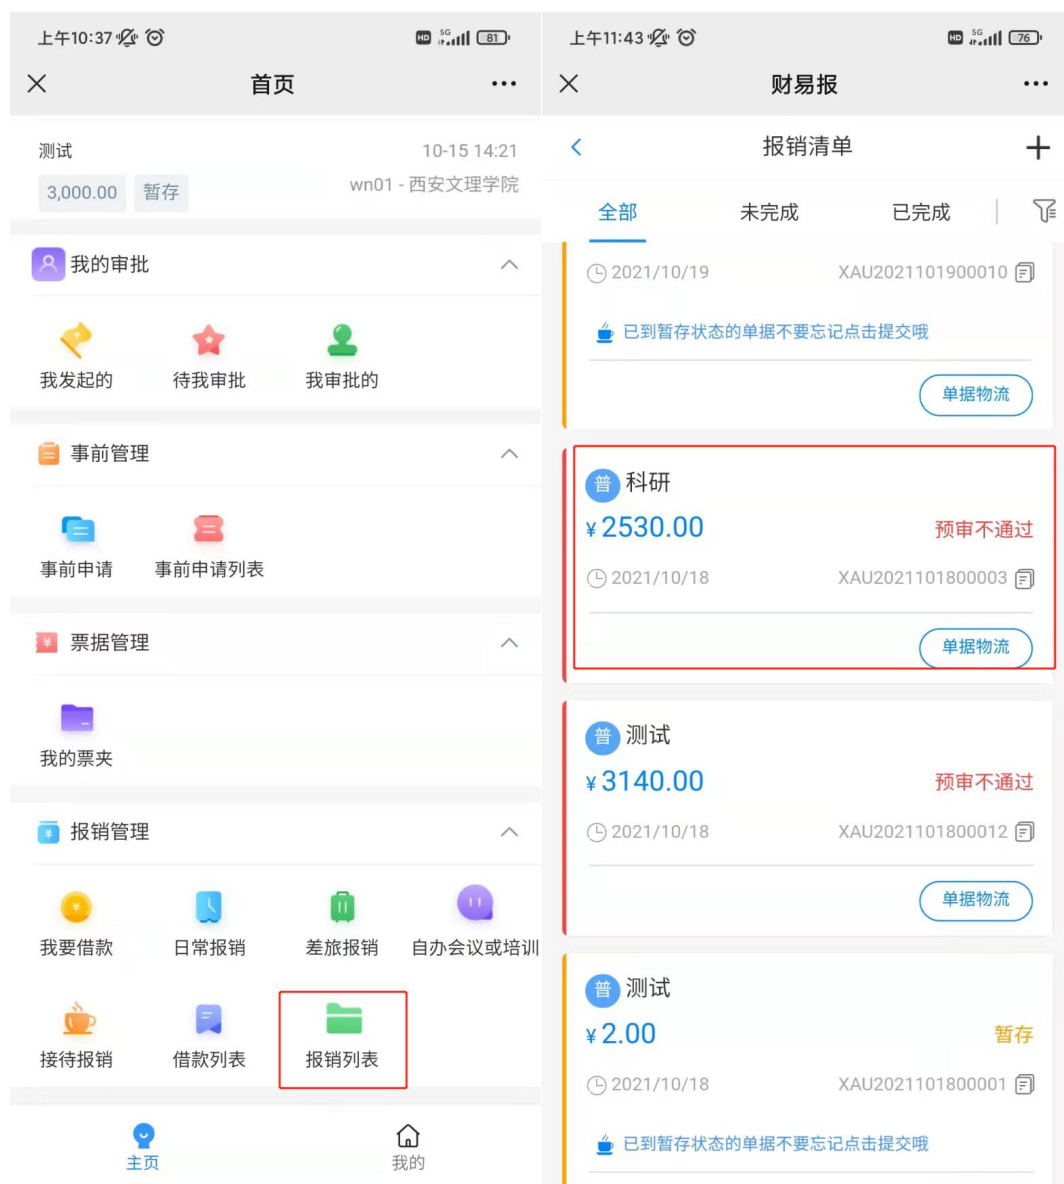 上午10:37
HD 5G 81
首页
测试
10-15 14:21
3,000.00 暂存
wn01 - 西安文理学院
我的审批
我发起的 待我审批 我审批的
事前管理
事前申请 事前申请列表
票据管理
我的票夹
报销管理
我要借款 日常报销 差旅报销 自办会议或培训
接待报销 借款列表 报销列表
主页 我的
上午11:43
HD 5G 76
财易报
报销清单
全部 未完成 已完成
2021/10/19 XAU2021101900010
已到暂存状态的单据不要忘记点击提交哦
单据物流
普 科研
¥2530.00 预审不通过
2021/10/18 XAU2021101800003
单据物流
普 测试
¥3140.00 预审不通过
2021/10/18 XAU2021101800012
单据物流
普 测试
¥2.00 暂存
2021/10/18 XAU2021101800001
已到暂存状态的单据不要忘记点击提交哦